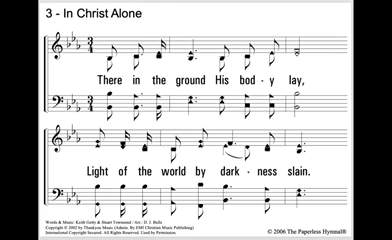 3 - In Christ Alone
There in the ground His bod - y lay,
Light of the world by dark - ness slain.
Words & Music: Keith Getty & Stuart Townend / Arr.: D. J. Bulls
Copyright © 2002 by Thankyou Music (Admin. By EMI Christian Music Publishing)
International Copyright Secured. All Rights Reserved. Used by Permission.
© 2006 The Paperless Hymnal®